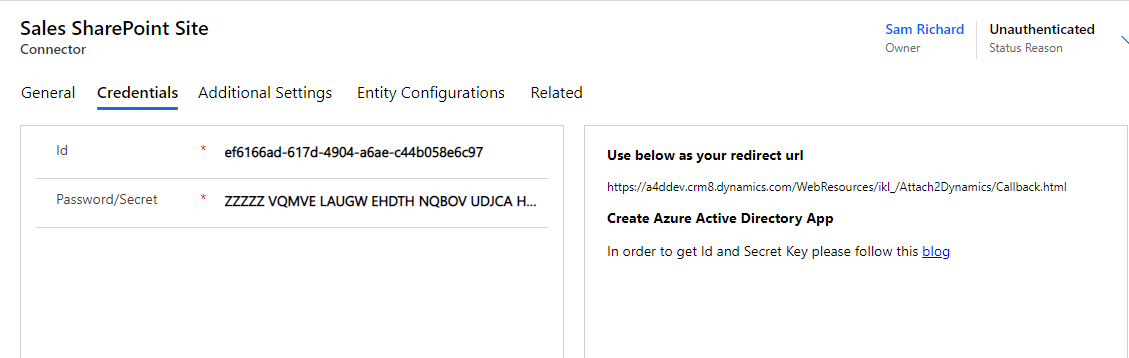 Sales SharePoint Site
Connector
Sam Richard
Owner
Unauthenticated
Status Reason
General Credentials Additional Settings Entity Configurations Related
Id * ef6166ad-617d-4904-a6ae-c44b058e6c97
Password/Secret * ZZZZZ VQMVE LAUGW EHDTH NQBOV UDJCA H...
Use below as your redirect url
https://a4ddev.crm8.dynamics.com/WebResources/ikl_/Attach2Dynamics/Callback.html
Create Azure Active Directory App
In order to get Id and Secret Key please follow this blog